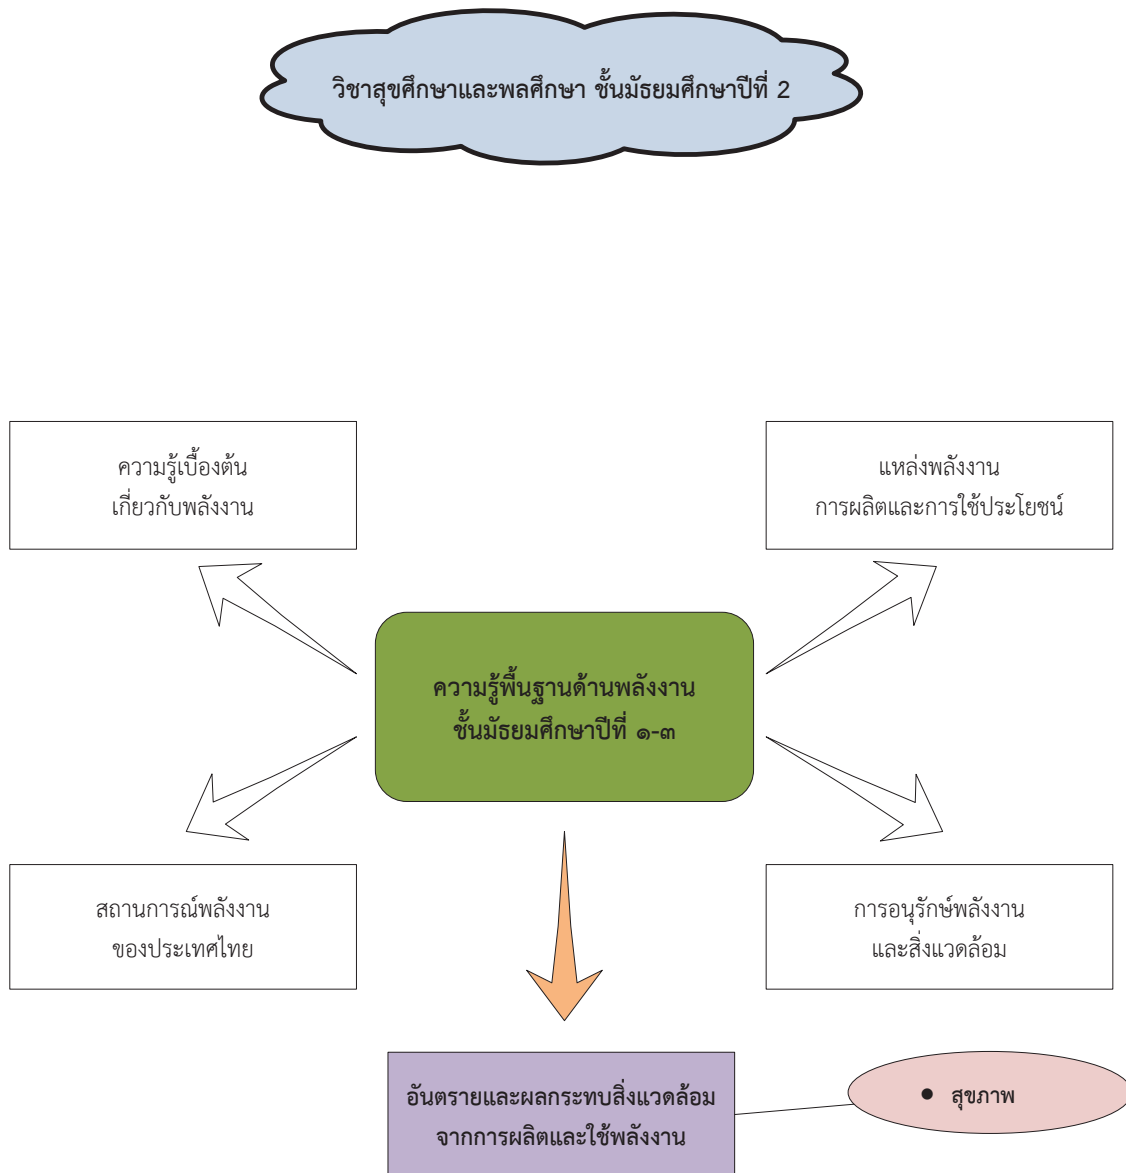 วิชาสุขศึกษาและพลศึกษา ชั้นมัธยมศึกษาปีที่ 2
ความรู้เบื้องต้น
เกี่ยวกับพลังงาน
แหล่งพลังงาน
การผลิตและการใช้ประโยชน์
ความรู้พื้นฐานด้านพลังงาน
ชั้นมัธยมศึกษาปีที่ ๑-๓
สถานการณ์พลังงาน
ของประเทศไทย
การอนุรักษ์พลังงาน
และสิ่งแวดล้อม
อันตรายและผลกระทบสิ่งแวดล้อม
จากการผลิตและใช้พลังงาน
• สุขภาพ